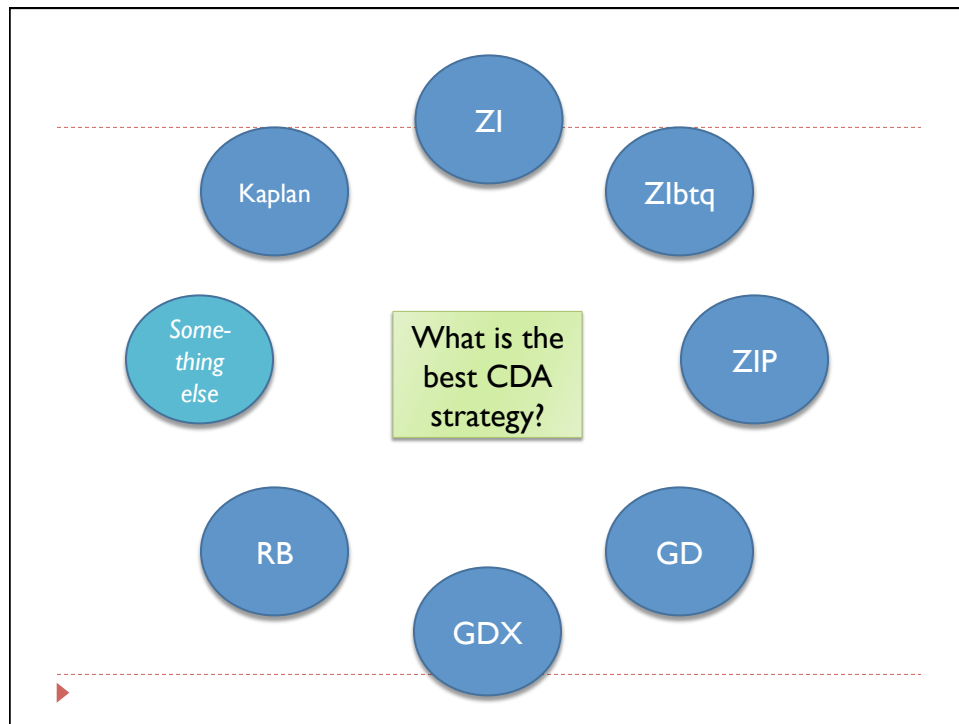 ZI
Kaplan
ZIbtq
Some-
thing
else
What is the
best CDA
strategy?
ZIP
RB
GD
GDX